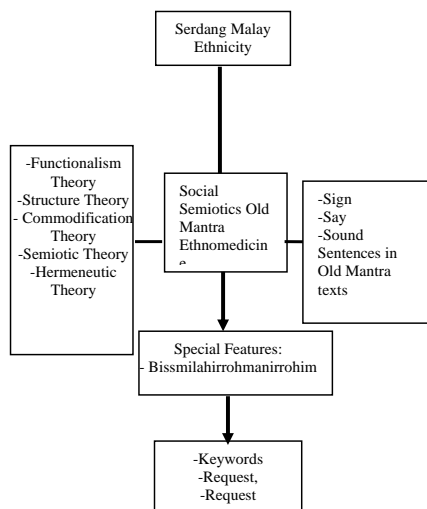 Serdang Malay
Ethnicity
-Functionalism
Theory
-Structure Theory
- Commodification
Theory
-Semiotic Theory
-Hermeneutic
Theory
Social
Semiotics Old
Mantra
Ethnomedicin
-Sign
-Say
-Sound
Sentences in
Old Mantra
texts
Special Features:
- Bissmilahirrohmanirrohim
-Keywords
-Request,
-Request